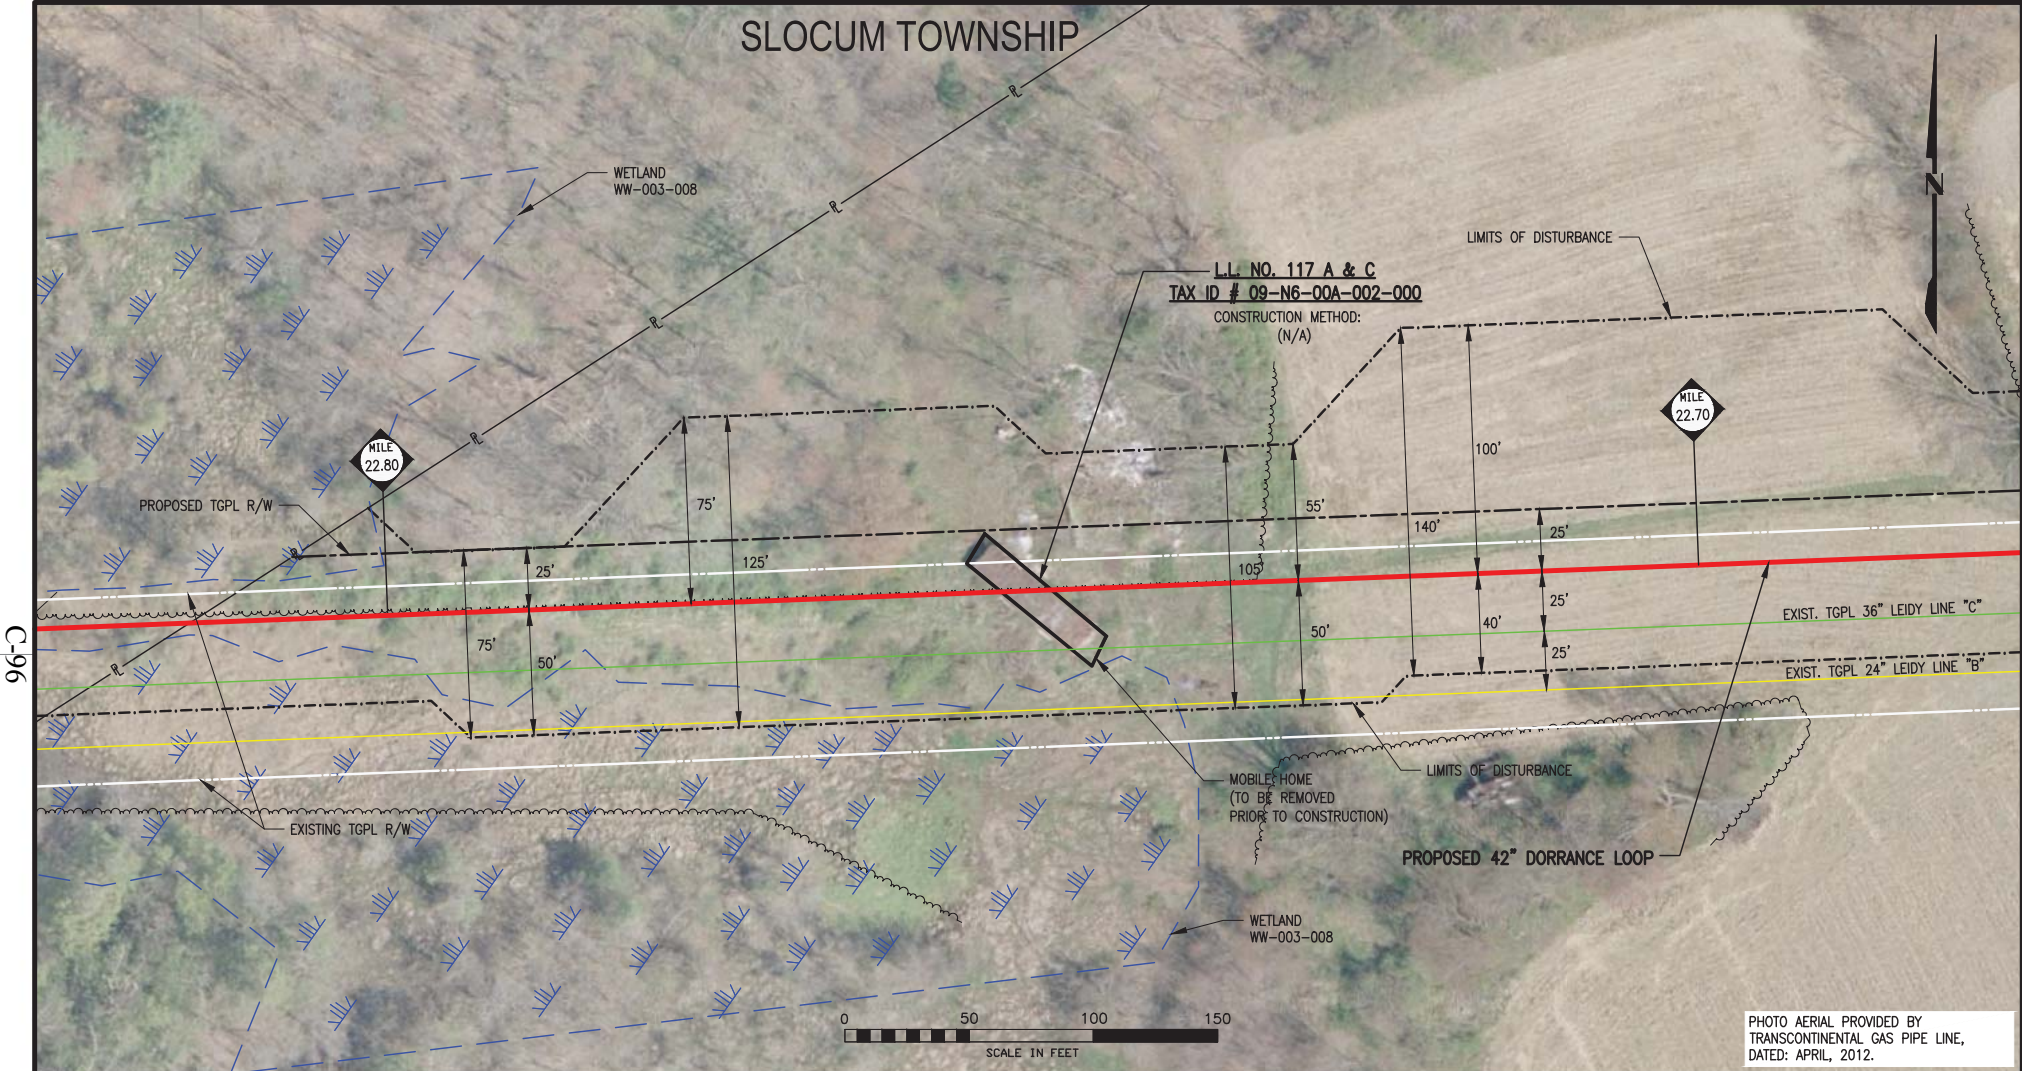 SLOCUM TOWNSHIP
℄
WETLAND
WW-003-008
℄
N
LIMITS OF DISTURBANCE
L.L. NO. 117 A & C
TAX ID # 09-N6-00A-002-000
CONSTRUCTION METHOD:
(N/A)
℄
MILE
22.70
℄
MILE
22.80
100'
PROPOSED TGPL R/W
75'
55'
140'
25'
℄
25'
125'
105'
25'
EXIST. TGPL 36" LEIDY LINE "C"
40'
50'
75'
50'
25'
℄
EXIST. TGPL 24" LEIDY LINE "B"
C-96
MOBILE HOME
(TO BE REMOVED
PRIOR TO CONSTRUCTION)
LIMITS OF DISTURBANCE
EXISTING TGPL R/W
PROPOSED 42" DORRANCE LOOP
WETLAND
WW-003-008
0 50 100 150
SCALE IN FEET
PHOTO AERIAL PROVIDED BY
TRANSCONTINENTAL GAS PIPE LINE,
DATED: APRIL, 2012.